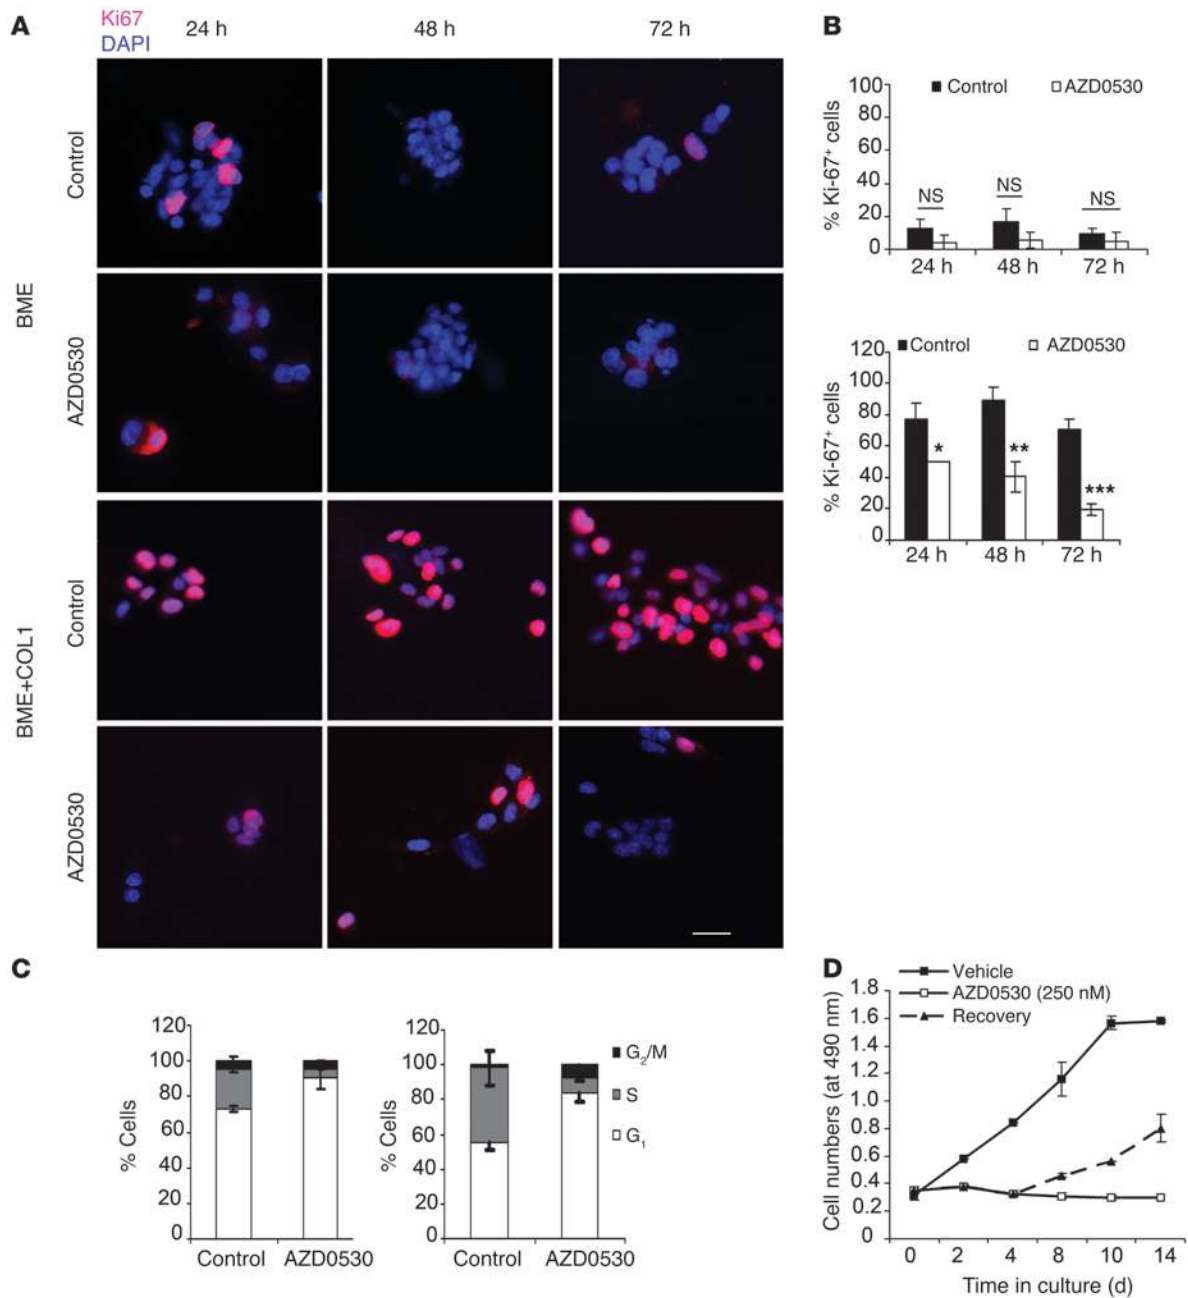 A
Ki67
DAPI
24 h
48 h
72 h
BME
Control
AZD0530
BME+COL1
Control
AZD0530
B
Control
AZD0530
% Ki-67⁺ cells
100
80
60
40
20
0
NS
NS
NS
24 h
48 h
72 h
Control
AZD0530
% Ki-67⁺ cells
120
100
80
60
40
20
0
*
**
***
24 h
48 h
72 h
C
% Cells
120
100
80
60
40
20
0
Control
AZD0530
% Cells
120
100
80
60
40
20
0
Control
AZD0530
G₂/M
S
G₁
D
Vehicle
AZD0530 (250 nM)
Recovery
Cell numbers (at 490 nm)
1.8
1.6
1.4
1.2
0.8
0.6
0.4
0.2
0
2
4
8
10
14
Time in culture (d)